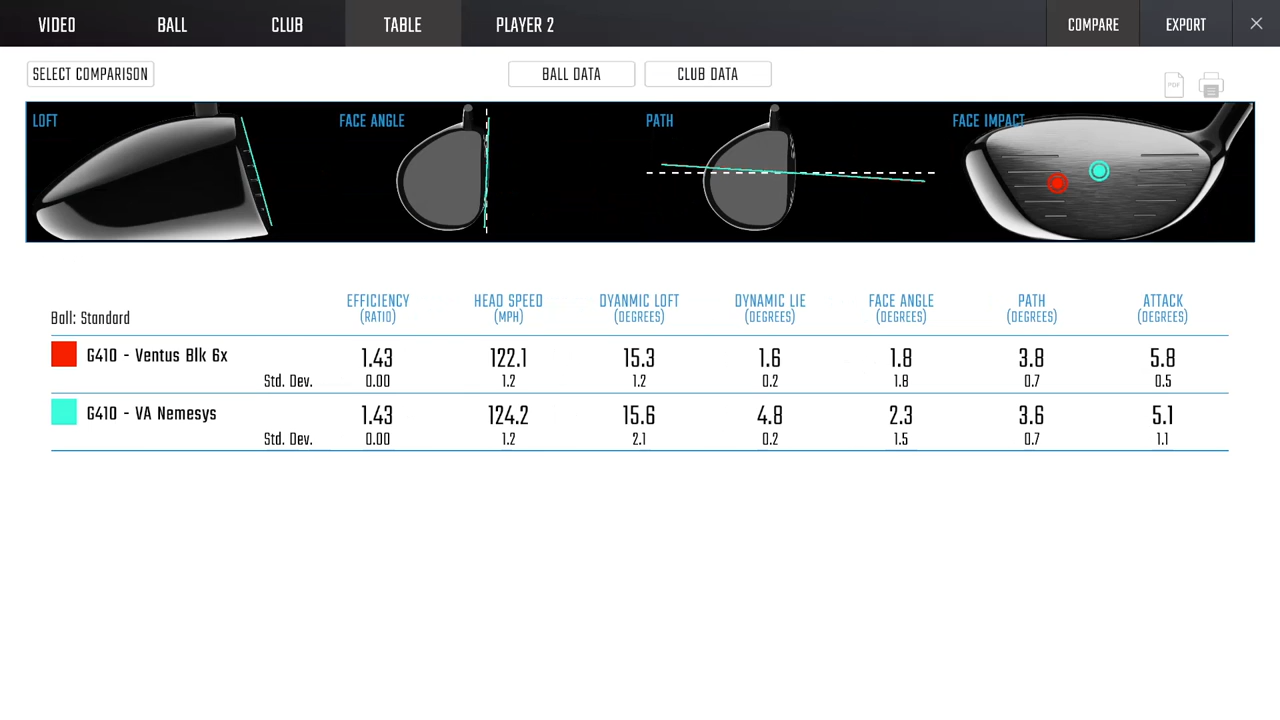 VIDEO BALL CLUB TABLE PLAYER 2 COMPARE EXPORT
SELECT COMPARISON BALL DATA CLUB DATA
PDF
LOFT FACE ANGLE PATH FACE IMPACT
EFFICIENCY HEAD SPEED DYANMIC LOFT DYNAMIC LIE FACE ANGLE PATH ATTACK
Ball: Standard (RATIO) (MPH) (DEGREES) (DEGREES) (DEGREES) (DEGREES) (DEGREES)
G410 - Ventus Blk 6x 1.43 122.1 15.3 1.6 1.8 3.8 5.8
Std. Dev. 0.00 1.2 1.2 0.2 1.8 0.7 0.5
G410 - VA Nemesys 1.43 124.2 15.6 4.8 2.3 3.6 5.1
Std. Dev. 0.00 1.2 2.1 0.2 1.5 0.7 1.1